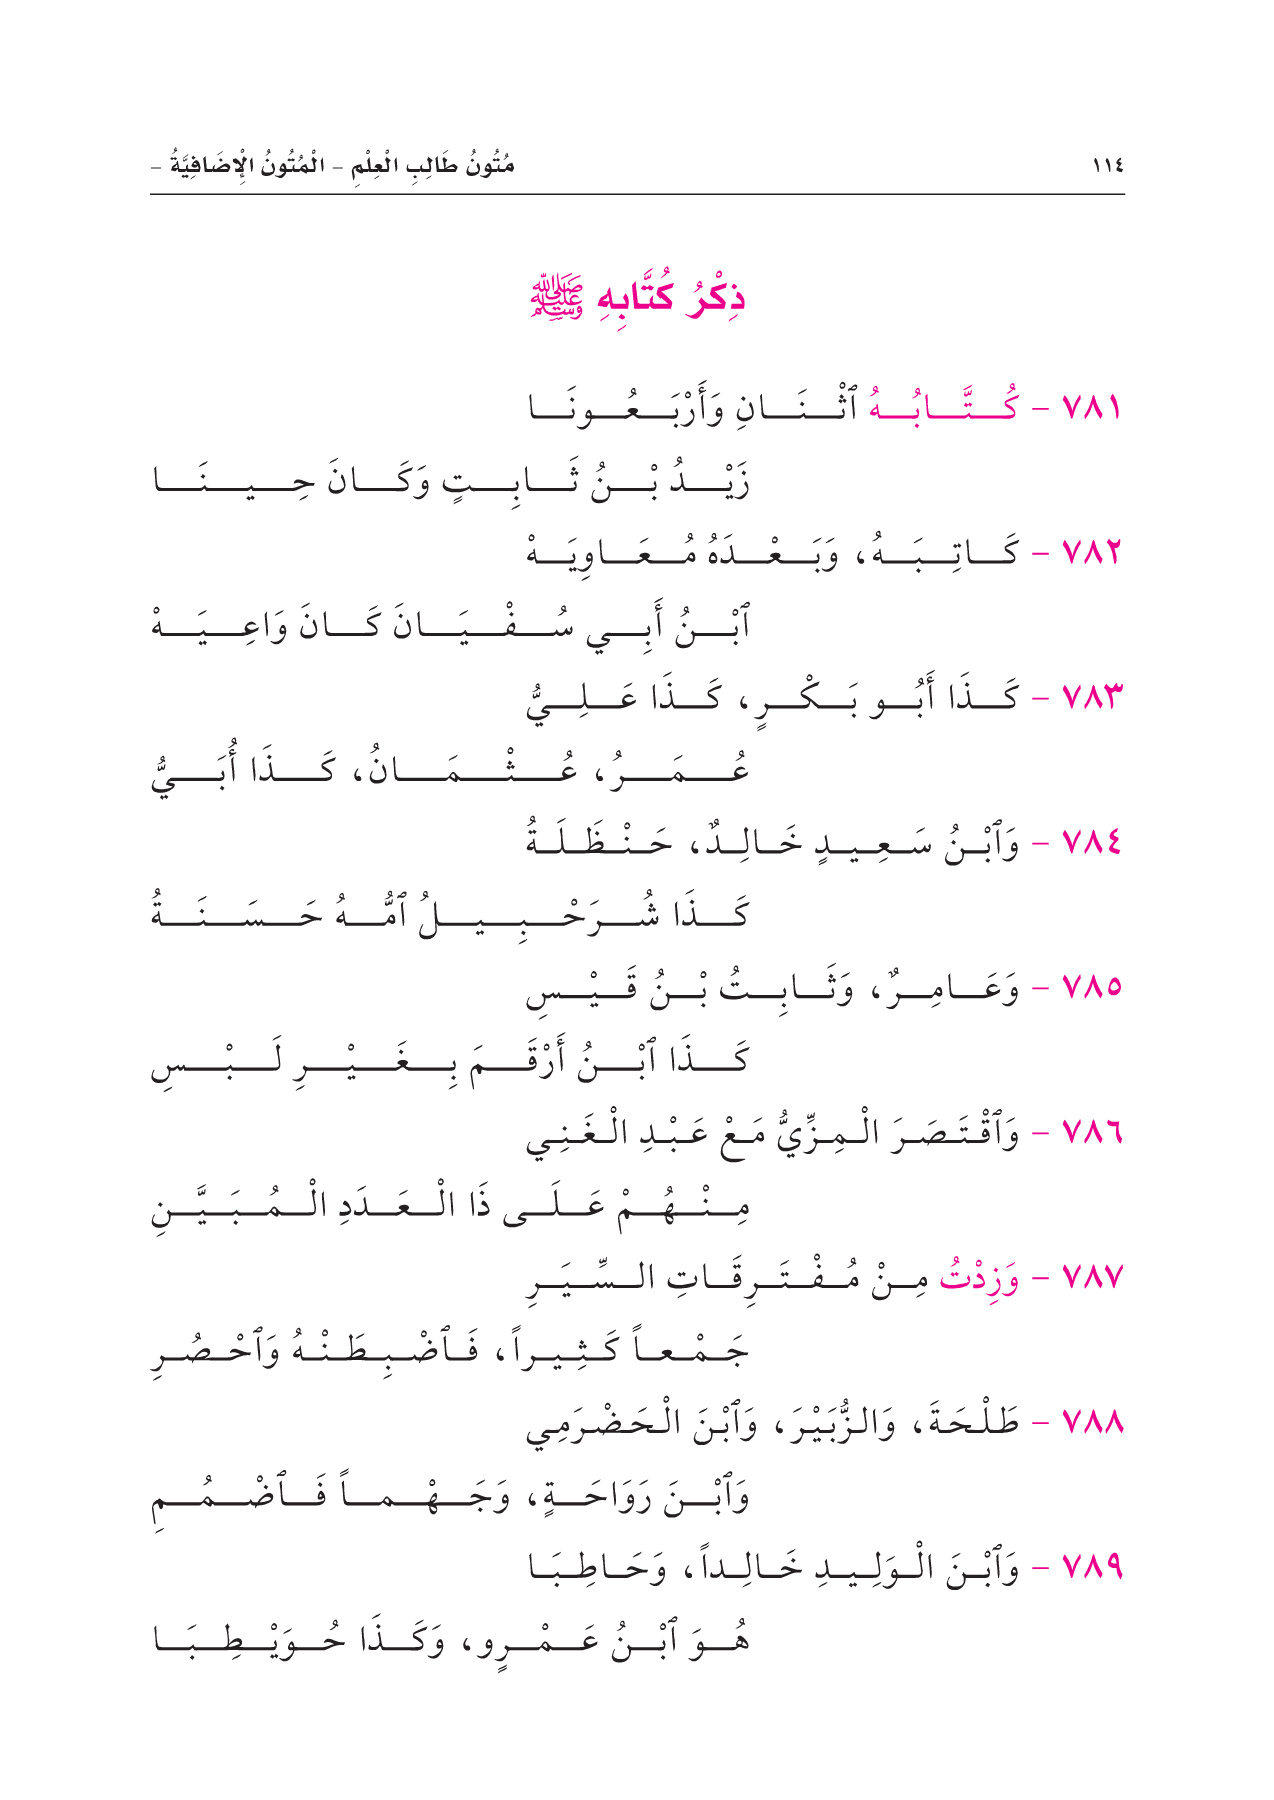 ١١٤
مُتُونُ طَالِبِ الْعِلْمِ – الْمُتُونُ الْإِضَافِيَّةُ –
ذِكْرُ كُتَّابِهِ ﷺ
٧٨١ – كُتَّابُهُ ٱثْنَانِ وَأَرْبَعُونَا
زَيْدُ بْنُ ثَابِتٍ وَكَانَ حِينَا
٧٨٢ – كَاتِبَهُ، وَبَعْدَهُ مُعَاوِيَهْ
ٱبْنُ أَبِي سُفْيَانَ كَانَ وَاعِيَهْ
٧٨٣ – كَذَا أَبُو بَكْرٍ، كَذَا عَلِيُّ
عُمَرُ، عُثْمَانُ، كَذَا أُبَيُّ
٧٨٤ – وَٱبْنُ سَعِيدٍ خَالِدٌ، حَنْظَلَةُ
كَذَا شُرَحْبِيلُ ٱمُّهُ حَسَنَةُ
٧٨٥ – وَعَامِرٌ، وَثَابِتُ بْنُ قَيْسِ
كَذَا ٱبْنُ أَرْقَمَ بِغَيْرِ لَبْسِ
٧٨٦ – وَٱقْتَصَرَ الْمِزِّيُّ مَعْ عَبْدِ الْغَنِي
مِنْهُمْ عَلَى ذَا الْعَدَدِ الْمُبَيَّنِ
٧٨٧ – وَزِدْتُ مِنْ مُفْتَرِقَاتِ السِّيَرِ
جَمْعاً كَثِيراً، فَٱضْبِطَنْهُ وَٱحْصُرِ
٧٨٨ – طَلْحَةَ، وَالزُّبَيْرَ، وَٱبْنَ الْحَضْرَمِي
وَٱبْنَ رَوَاحَةٍ، وَجَهْماً فَٱضْمُمِ
٧٨٩ – وَٱبْنَ الْوَلِيدِ خَالِداً، وَحَاطِبَا
هُوَ ٱبْنُ عَمْرٍو، وَكَذَا حُوَيْطِبَا